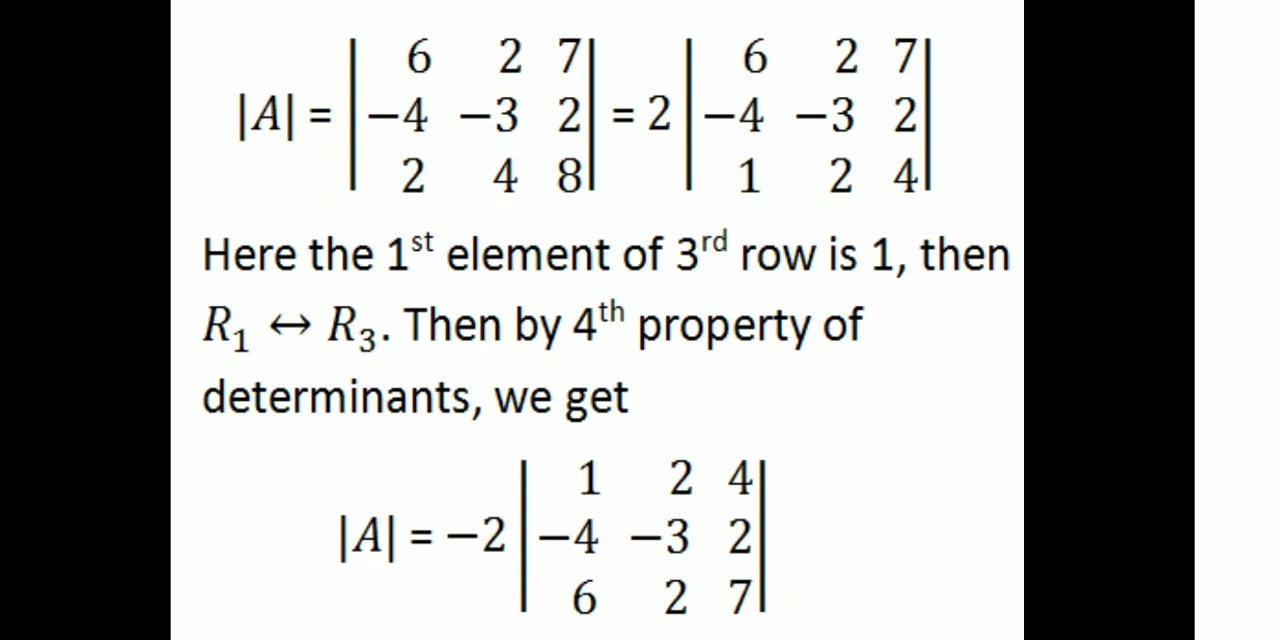 |A| = | 6 2 7 | = 2 | 6 2 7 |
| −4 −3 2 | | −4 −3 2 |
| 2 4 8 | | 1 2 4 |
Here the 1st element of 3rd row is 1, then
R₁ ↔ R₃. Then by 4th property of
determinants, we get
|A| = −2 | 1 2 4 |
| −4 −3 2 |
| 6 2 7 |